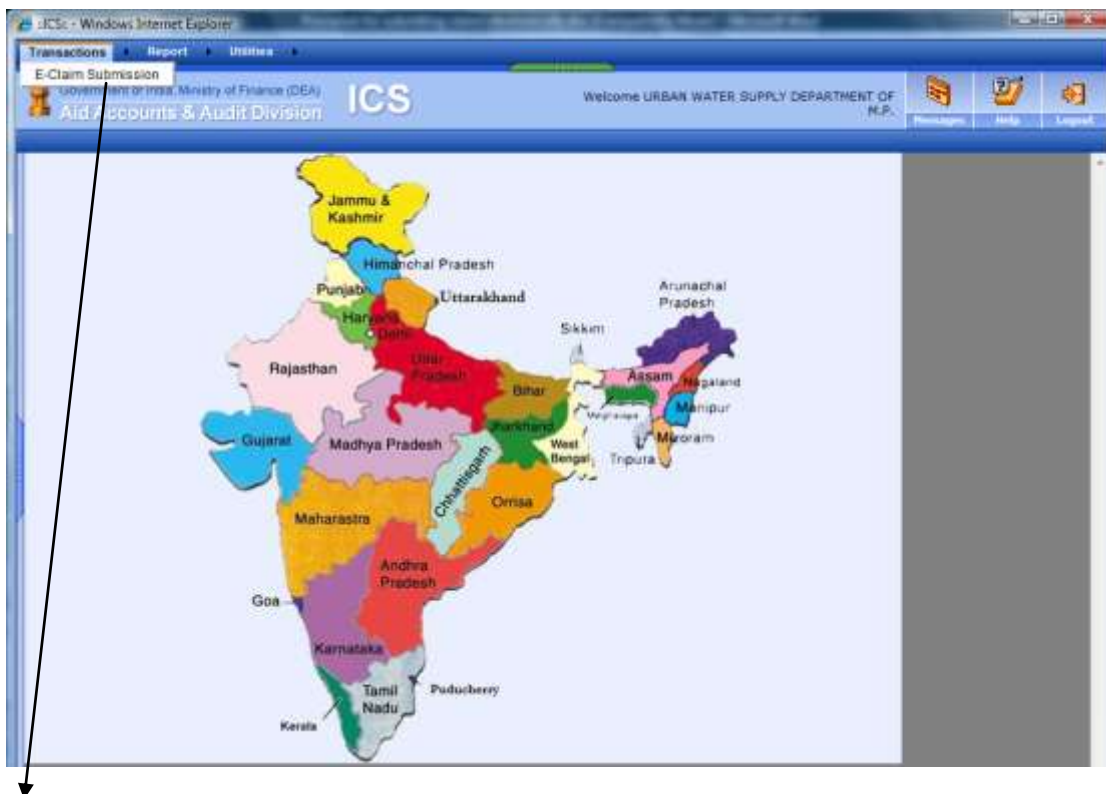 ::ICS:: - Windows Internet Explorer
Transactions Report Utilities
E-Claim Submission
Government of India, Ministry of Finance (DEA)
Aid Accounts & Audit Division
ICS
Welcome URBAN WATER SUPPLY DEPARTMENT OF
M.P.
Messages Help Logout
Jammu &
Kashmir
Himanchal Pradesh
Punjabh
Uttarakhand
Haryana
Delhi
Arunachal
Pradesh
Sikkim
Rajasthan
Uttar
Pradesh
Bihar
Assam
Nagaland
Manipur
Gujarat
Madhya Pradesh
Jharkhand
West
Bengal
Mizoram
Tripura
Chhattisgarh
Orrisa
Maharastra
Andhra
Pradesh
Goa
Karnataka
Tamil
Nadu
Puducherry
Kerala